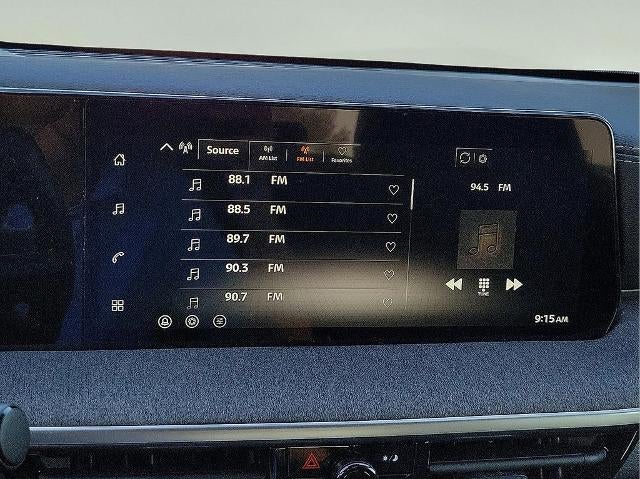 Source
AM List
FM List
Favorites
88.1 FM
88.5 FM
89.7 FM
90.3 FM
90.7 FM
94.5 FM
TUNE
9:15 AM